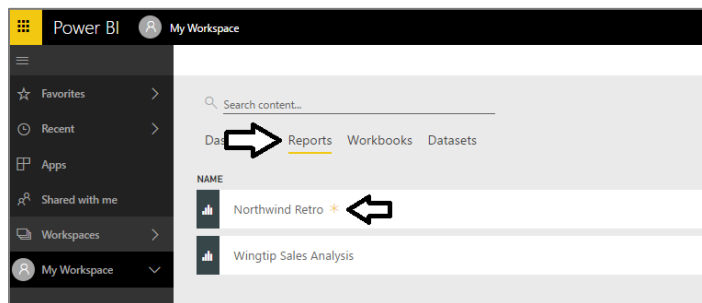 Power BI My Workspace
Favorites
Recent
Apps
Shared with me
Workspaces
My Workspace
Search content...
Reports Workbooks Datasets
NAME
Northwind Retro *
Wingtip Sales Analysis